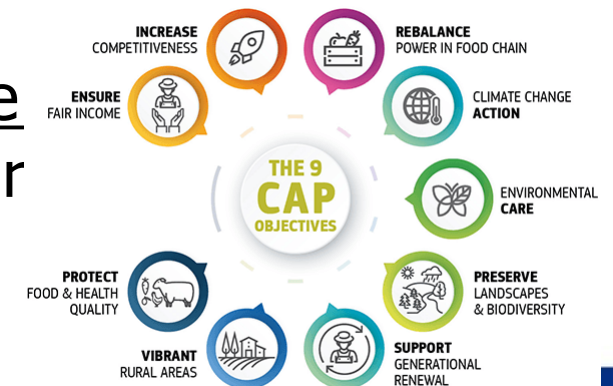 INCREASE
COMPETITIVENESS
REBALANCE
POWER IN FOOD CHAIN
ENSURE
FAIR INCOME
e
r
CLIMATE CHANGE
ACTION
THE 9
CAP
OBJECTIVES
ENVIRONMENTAL
CARE
PROTECT
FOOD & HEALTH
QUALITY
PRESERVE
LANDSCAPES
& BIODIVERSITY
VIBRANT
RURAL AREAS
SUPPORT
GENERATIONAL
RENEWAL